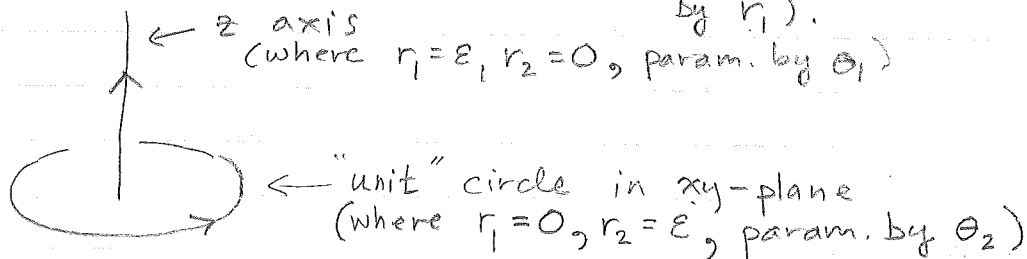 by r₁).
← z axis
(where r₁ = ε, r₂ = 0, param. by θ₁)
← "unit" circle in xy-plane
(where r₁ = 0, r₂ = ε, param. by θ₂)